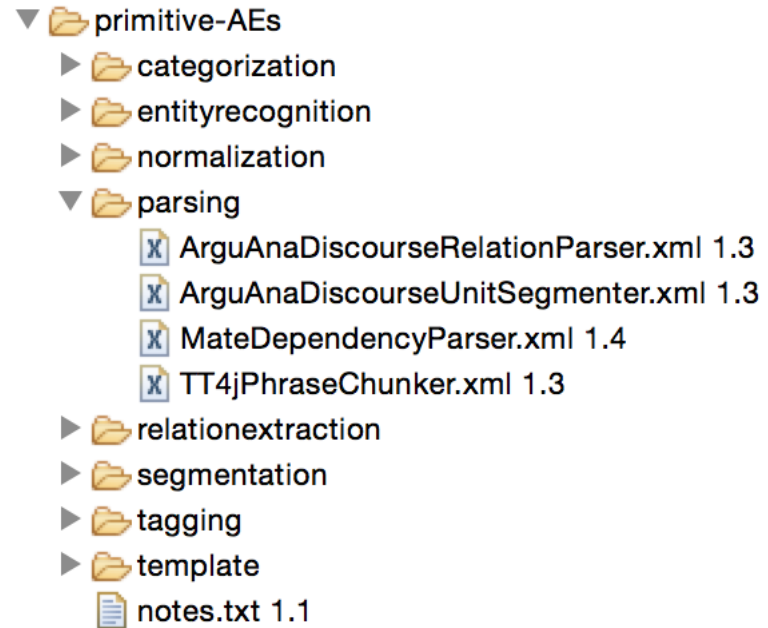 primitive-AEs
categorization
entityrecognition
normalization
parsing
ArguAnaDiscourseRelationParser.xml 1.3
ArguAnaDiscourseUnitSegmenter.xml 1.3
MateDependencyParser.xml 1.4
TT4jPhraseChunker.xml 1.3
relationextraction
segmentation
tagging
template
notes.txt 1.1